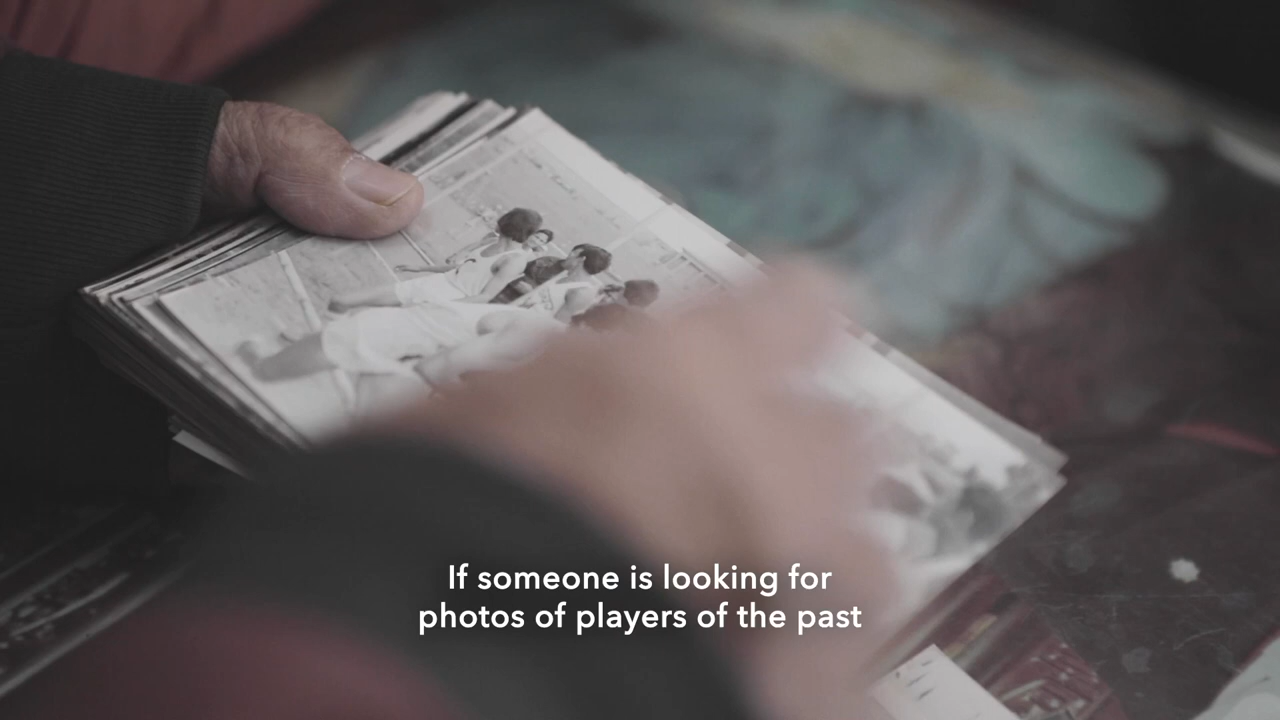 If someone is looking for
photos of players of the past